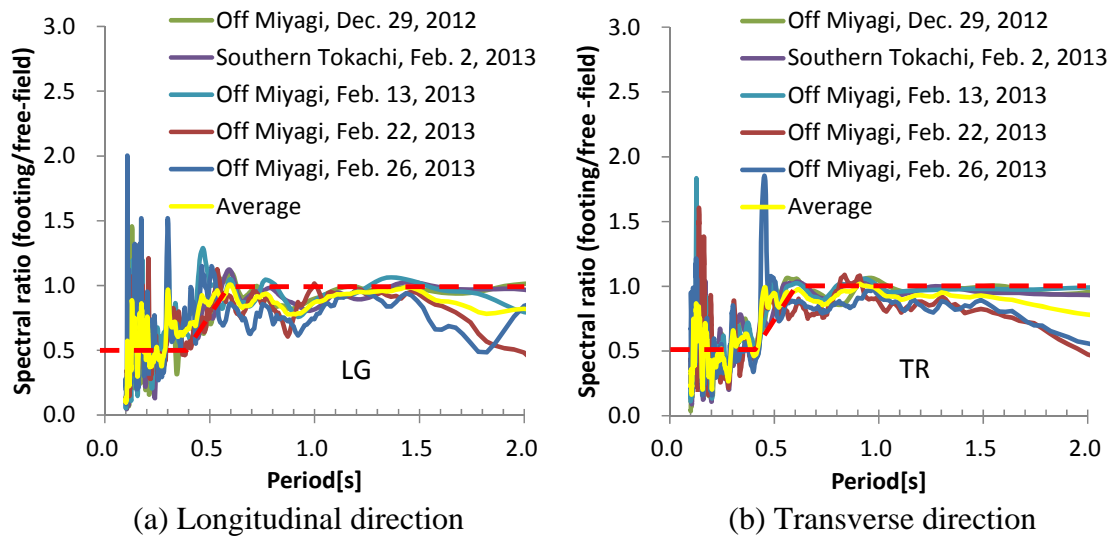 Off Miyagi, Dec. 29, 2012
Southern Tokachi, Feb. 2, 2013
Off Miyagi, Feb. 13, 2013
Off Miyagi, Feb. 22, 2013
Off Miyagi, Feb. 26, 2013
Average
Spectral ratio (footing/free-field)
3.0
2.5
2.0
1.5
1.0
0.5
0.0
LG
0.0 0.5 1.0 1.5 2.0
Period[s]
(a) Longitudinal direction
Off Miyagi, Dec. 29, 2012
Southern Tokachi, Feb. 2, 2013
Off Miyagi, Feb. 13, 2013
Off Miyagi, Feb. 22, 2013
Off Miyagi, Feb. 26, 2013
Average
Spectral ratio (footing/free -field)
3.0
2.5
2.0
1.5
1.0
0.5
0.0
TR
0.0 0.5 1.0 1.5 2.0
Period[s]
(b) Transverse direction